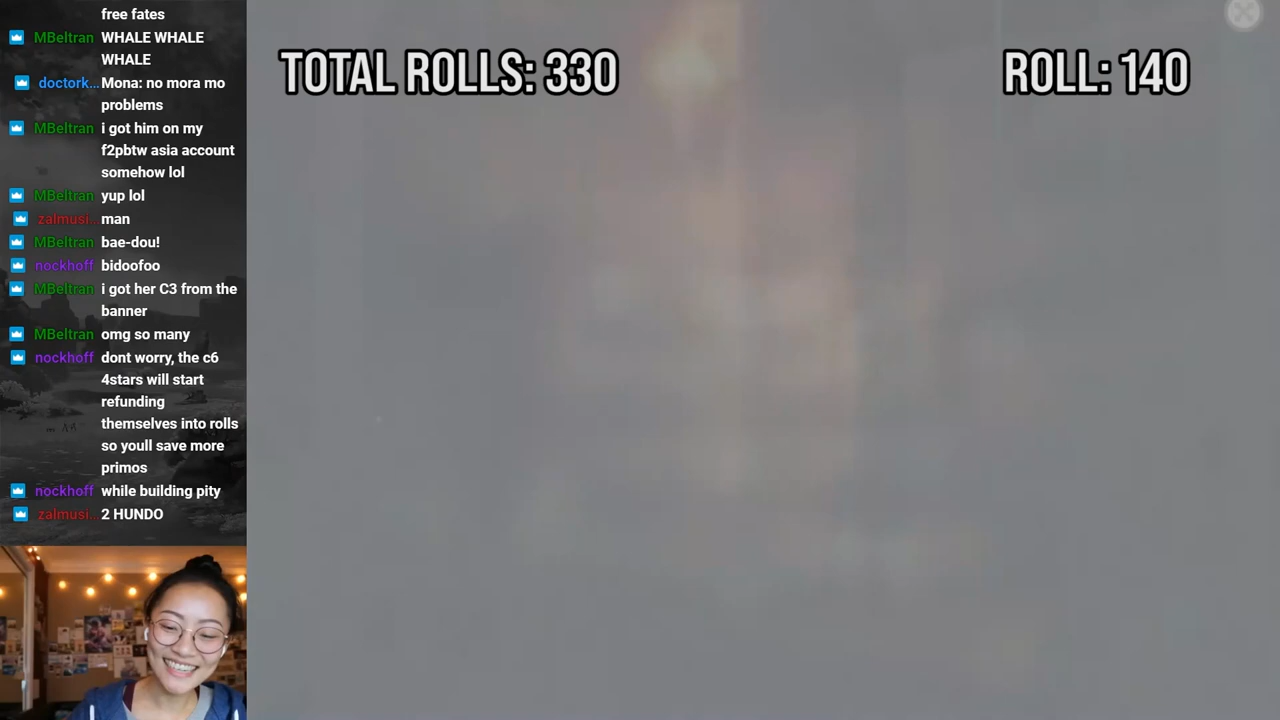 free fates
MBeltran WHALE WHALE
WHALE
doctork... Mona: no mora mo
problems
MBeltran i got him on my
f2pbtw asia account
somehow lol
MBeltran yup lol
zalmusi... man
MBeltran bae-dou!
nockhoff bidoofoo
MBeltran i got her C3 from the
banner
MBeltran omg so many
nockhoff dont worry, the c6
4stars will start
refunding
themselves into rolls
so youll save more
primos
nockhoff while building pity
zalmusi... 2 HUNDO
TOTAL ROLLS: 330
ROLL: 140